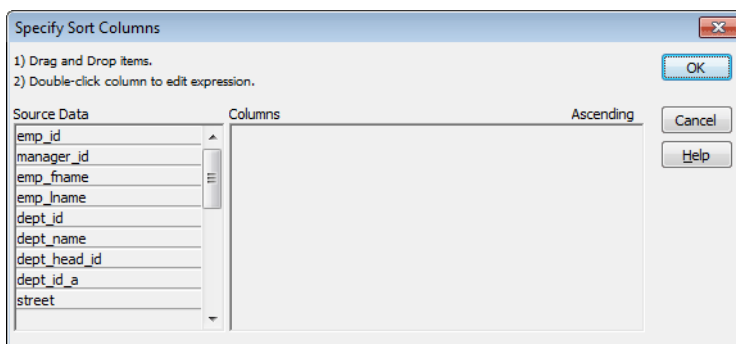 Specify Sort Columns
1) Drag and Drop items.
2) Double-click column to edit expression.
OK
Source Data
Columns
Ascending
Cancel
Help
emp_id
manager_id
emp_fname
emp_lname
dept_id
dept_name
dept_head_id
dept_id_a
street